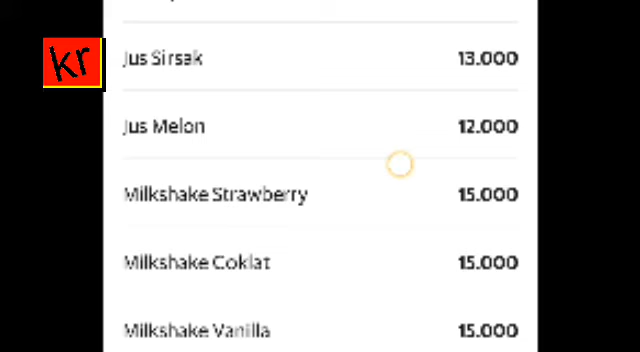 kr
Jus Sirsak 13.000
Jus Melon 12.000
Milkshake Strawberry 15.000
Milkshake Coklat 15.000
Milkshake Vanilla 15.000